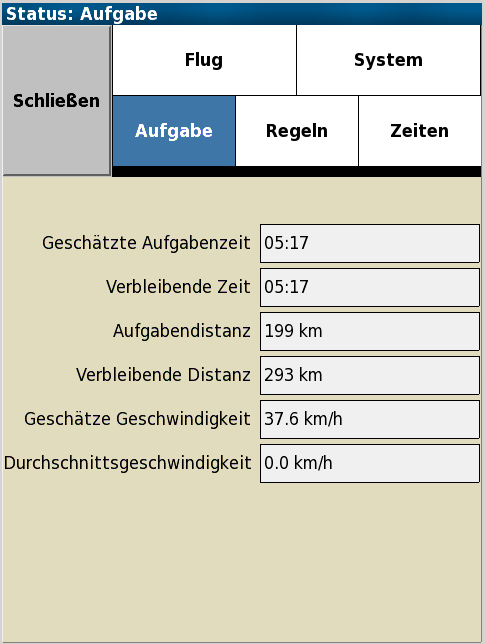 Status: Aufgabe
Schließen
Flug
System
Aufgabe
Regeln
Zeiten
Geschätzte Aufgabenzeit 05:17
Verbleibende Zeit 05:17
Aufgabendistanz 199 km
Verbleibende Distanz 293 km
Geschätze Geschwindigkeit 37.6 km/h
Durchschnittsgeschwindigkeit 0.0 km/h